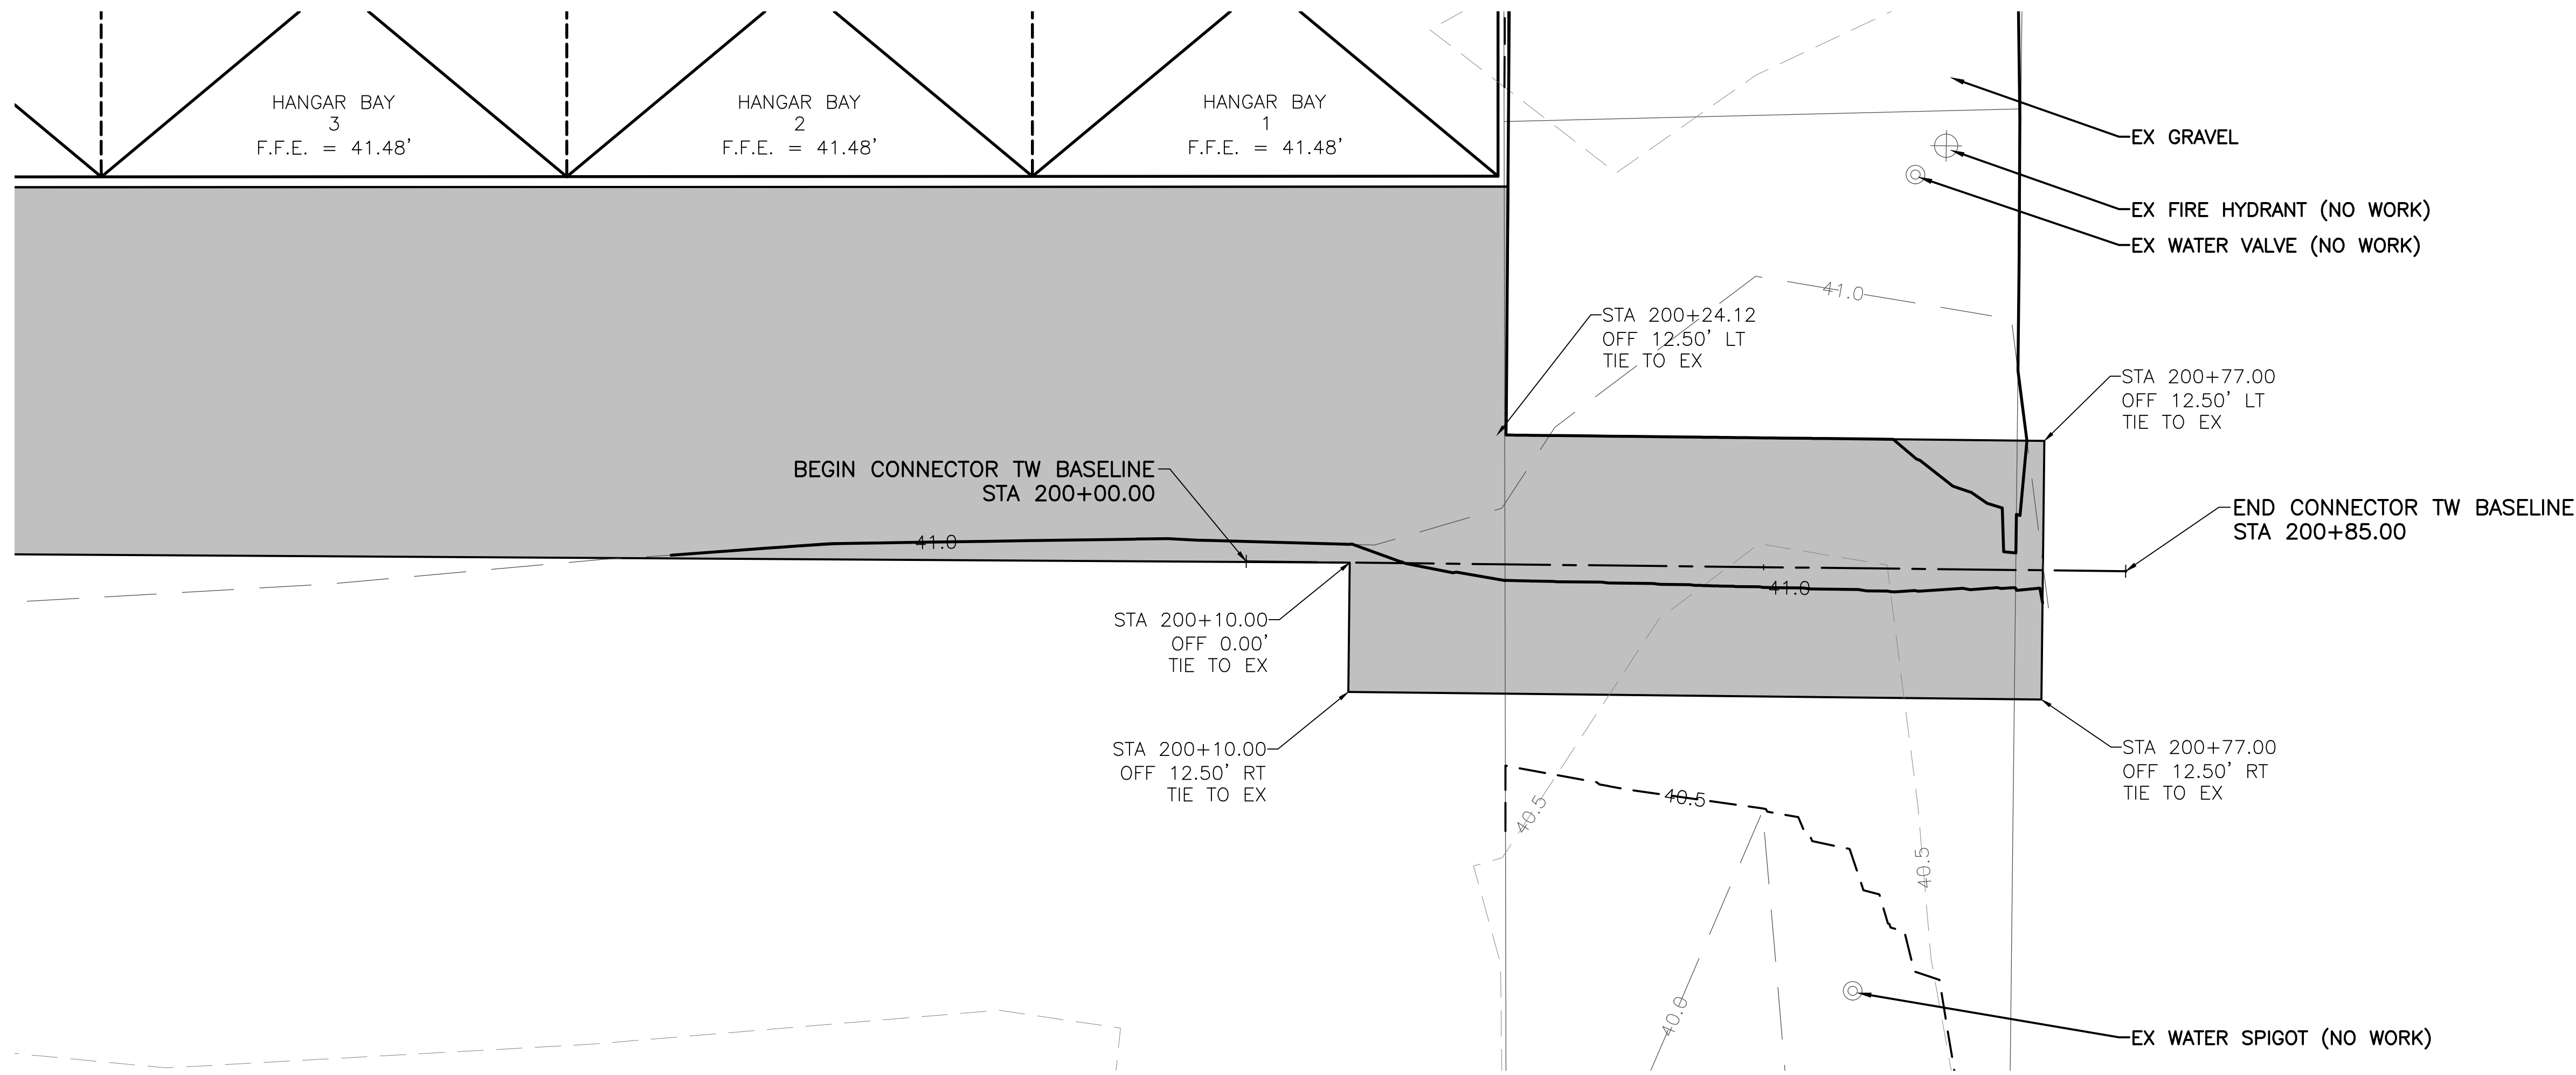 HANGAR BAY
3
F.F.E. = 41.48'
HANGAR BAY
2
F.F.E. = 41.48'
HANGAR BAY
1
F.F.E. = 41.48'
EX GRAVEL
EX FIRE HYDRANT (NO WORK)
EX WATER VALVE (NO WORK)
41.0
STA 200+24.12
OFF 12.50' LT
TIE TO EX
STA 200+77.00
OFF 12.50' LT
TIE TO EX
BEGIN CONNECTOR TW BASELINE
STA 200+00.00
END CONNECTOR TW BASELINE
STA 200+85.00
41.0
41.0
STA 200+10.00
OFF 0.00'
TIE TO EX
STA 200+10.00
OFF 12.50' RT
TIE TO EX
STA 200+77.00
OFF 12.50' RT
TIE TO EX
40.5
40.5
40.5
40.0
EX WATER SPIGOT (NO WORK)